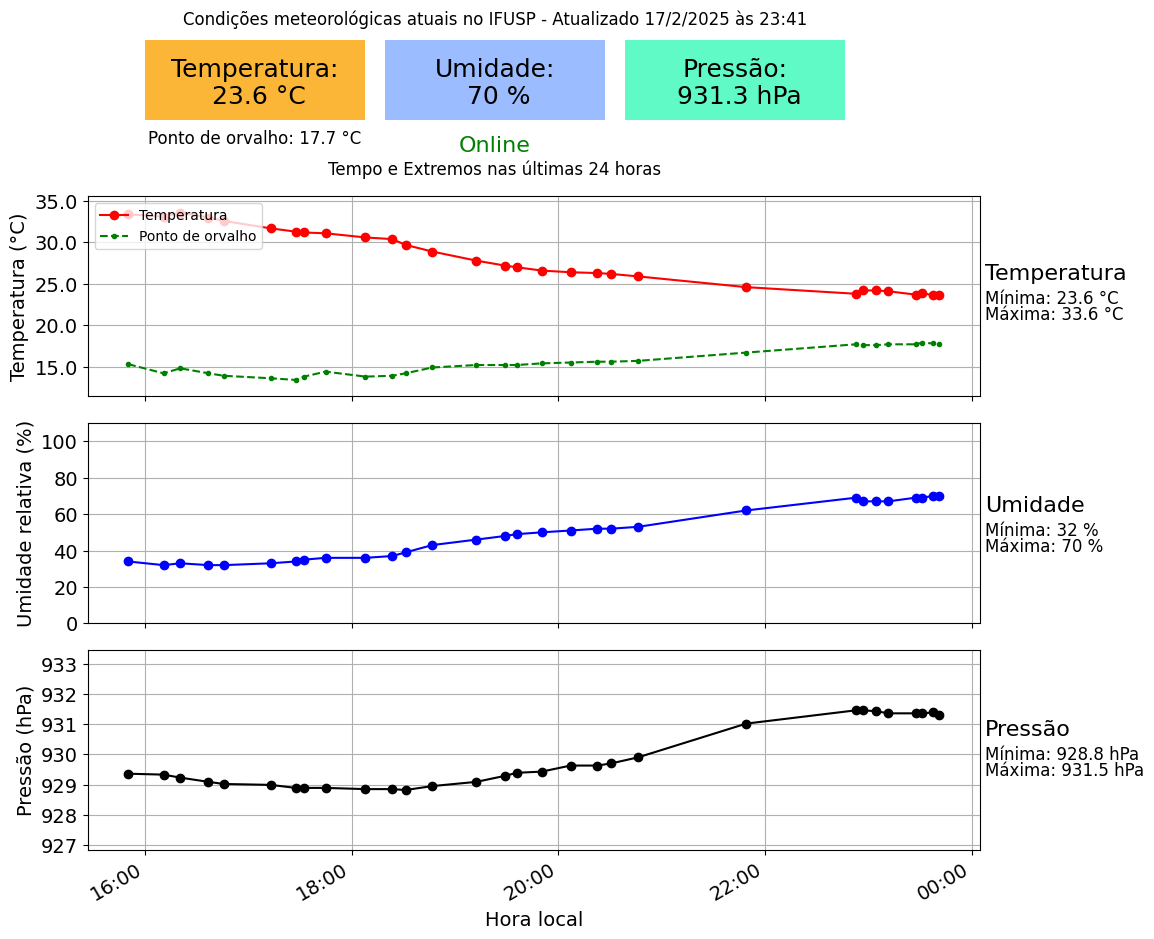 Condições meteorológicas atuais no IFUSP - Atualizado 17/2/2025 às 23:41
Temperatura:
23.6 °C
Umidade:
70 %
Pressão:
931.3 hPa
Ponto de orvalho: 17.7 °C
Online
Tempo e Extremos nas últimas 24 horas
Temperatura (°C)
35.0
30.0
25.0
20.0
15.0
Temperatura
Ponto de orvalho
Temperatura
Mínima: 23.6 °C
Máxima: 33.6 °C
Umidade relativa (%)
100
80
60
40
20
0
Umidade
Mínima: 32 %
Máxima: 70 %
Pressão (hPa)
933
932
931
930
929
928
927
Pressão
Mínima: 928.8 hPa
Máxima: 931.5 hPa
16:00
18:00
20:00
22:00
00:00
Hora local